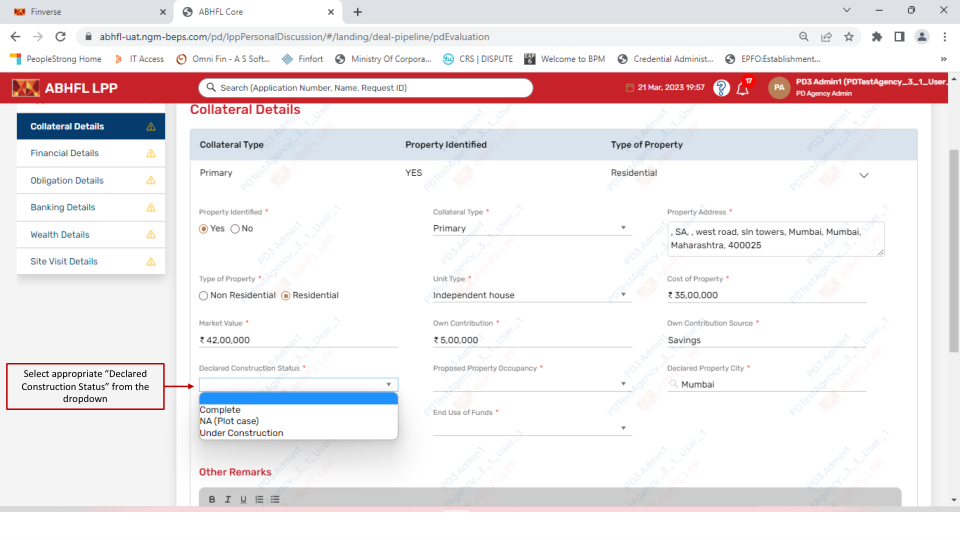 Finverse
ABHFL Core
abhfl-uat.ngm-beps.com/pd/lppPersonalDiscussion/#/landing/deal-pipeline/pdEvaluation
PeopleStrong Home
IT Access
Omni Fin - A S Soft...
Finfort
Ministry Of Corpora...
CRS | DISPUTE
Welcome to BPM
Credential Administ...
EPFO:Establishment...
»
ABHFL LPP
Search (Application Number, Name, Request ID)
21 Mar, 2023 19:57
17
PA
PD3 Admin1 (PDTestAgency_3_1_User_
PD Agency Admin
Collateral Details
Financial Details
Obligation Details
Banking Details
Wealth Details
Site Visit Details
Collateral Details
Collateral Type
Property Identified
Type of Property
Primary
YES
Residential
Property Identified *
Yes
No
Collateral Type *
Primary
Property Address *
, SA, , west road, sln towers, Mumbai, Mumbai,
Maharashtra, 400025
Type of Property *
Non Residential
Residential
Unit Type *
Independent house
Cost of Property *
₹ 35,00,000
Market Value *
₹ 42,00,000
Own Contribution *
₹ 5,00,000
Own Contribution Source *
Savings
Select appropriate “Declared
Construction Status” from the
dropdown
Declared Construction Status *
Proposed Property Occupancy *
Declared Property City *
Mumbai
Complete
NA (Plot case)
Under Construction
End Use of Funds *
Other Remarks
B I U